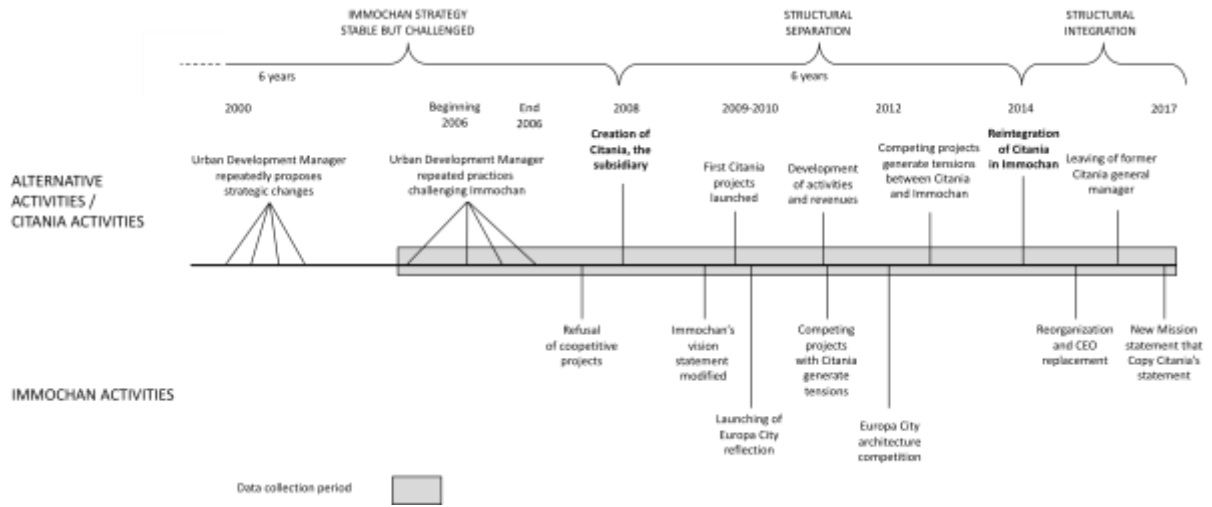 IMMOCHAN STRATEGY
STABLE BUT CHALLENGED
STRUCTURAL
SEPARATION
STRUCTURAL
INTEGRATION
6 years
6 years
2000
Beginning
2006
End
2006
2008
2009-2010
2012
2014
2017
ALTERNATIVE
ACTIVITIES /
CITANIA ACTIVITIES
Urban Development Manager
repeatedly proposes
strategic changes
Urban Development Manager
repeated practices
challenging Immochan
Creation of
Citania, the
subsidiary
First Citania
projects
launched
Development
of activities
and revenues
Competing projects
generate tensions
between Citania
and Immochan
Reintegration
of Citania
in Immochan
Leaving of former
Citania general
manager
Refusal
of coopetitive
projects
Immochan's
vision
statement
modified
Launching of
Europa City
reflection
Competing
projects
with Citania
generate
tensions
Europa City
architecture
competition
Reorganization
and CEO
replacement
New Mission
statement that
Copy Citania's
statement
IMMOCHAN ACTIVITIES
Data collection period